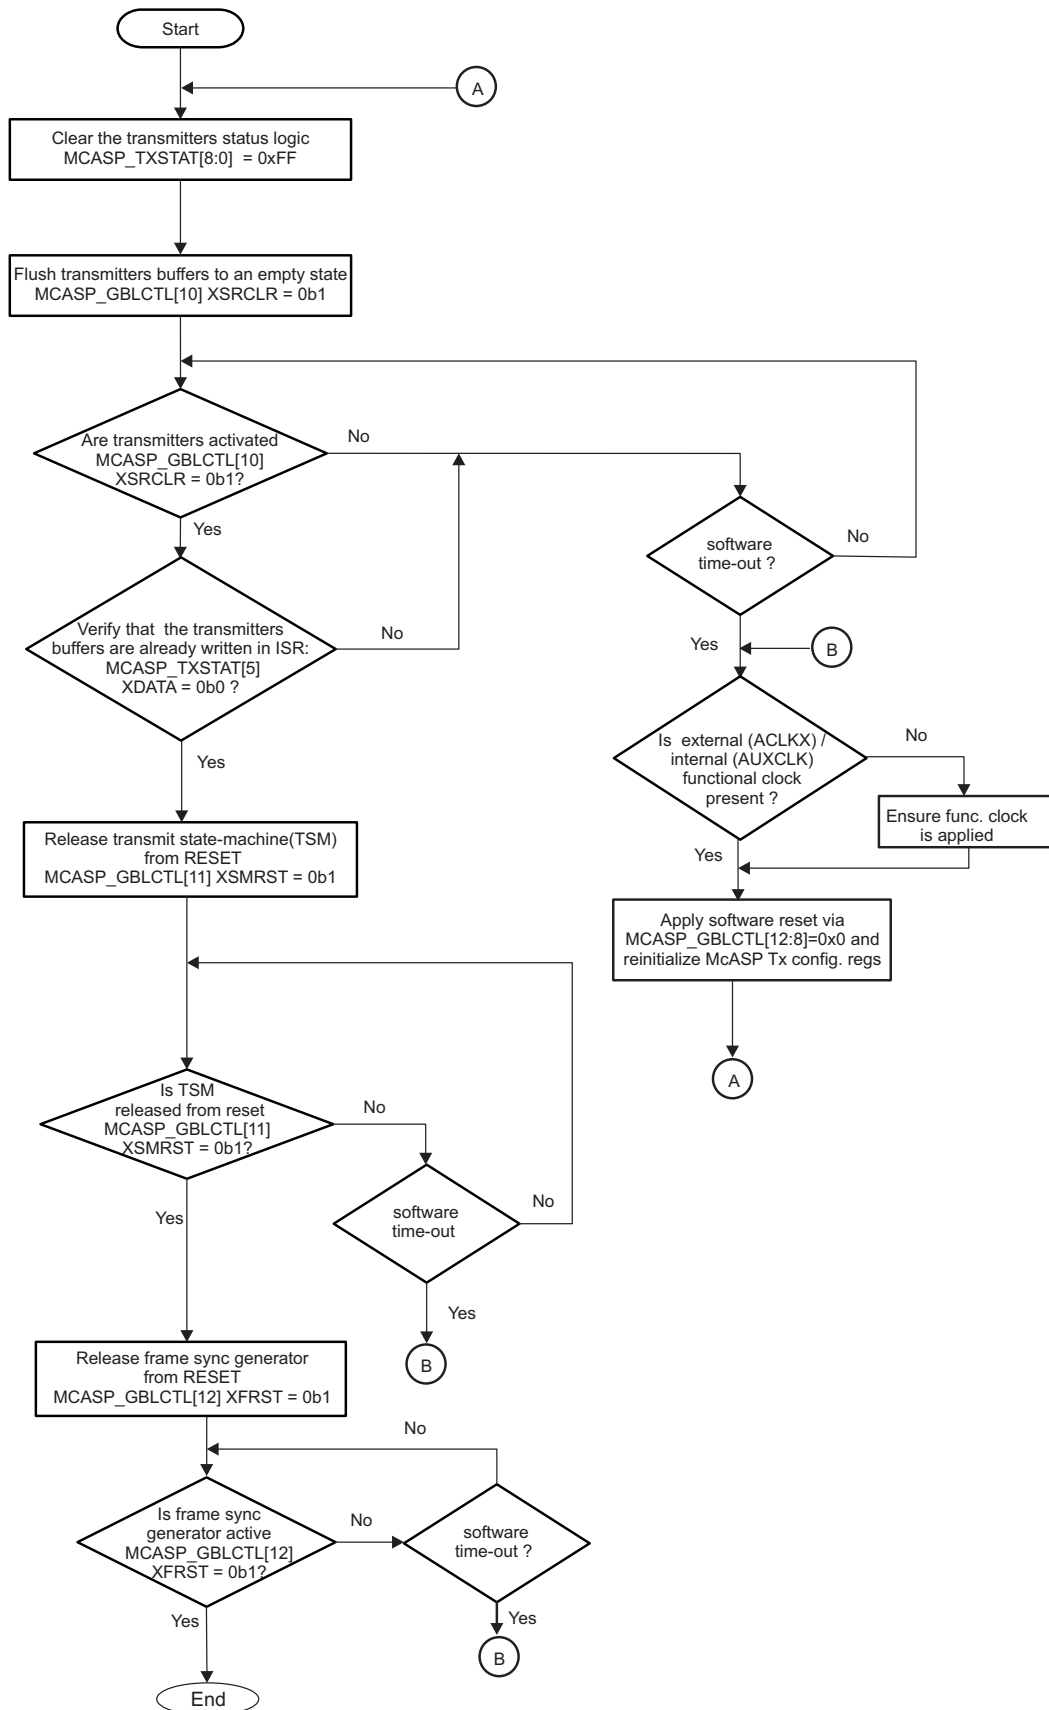 Start
A
Clear the transmitters status logic
MCASP_TXSTAT[8:0] = 0xFF
Flush transmitters buffers to an empty state
MCASP_GBLCTL[10] XSRCLR = 0b1
Are transmitters activated
MCASP_GBLCTL[10]
XSRCLR = 0b1?
No
Yes
software
time-out ?
No
Verify that the transmitters
buffers are already written in ISR:
MCASP_TXSTAT[5]
XDATA = 0b0 ?
No
Yes
Yes
B
Is external (ACLKX) /
internal (AUXCLK)
functional clock
present ?
No
Ensure func. clock
is applied
Yes
Release transmit state-machine(TSM)
from RESET
MCASP_GBLCTL[11] XSMRST = 0b1
Apply software reset via
MCASP_GBLCTL[12:8]=0x0 and
reinitialize McASP Tx config. regs
A
Is TSM
released from reset
MCASP_GBLCTL[11]
XSMRST = 0b1?
No
Yes
software
time-out
No
Yes
B
Release frame sync generator
from RESET
MCASP_GBLCTL[12] XFRST = 0b1
No
Is frame sync
generator active
MCASP_GBLCTL[12]
XFRST = 0b1?
No
software
time-out ?
Yes
Yes
B
End